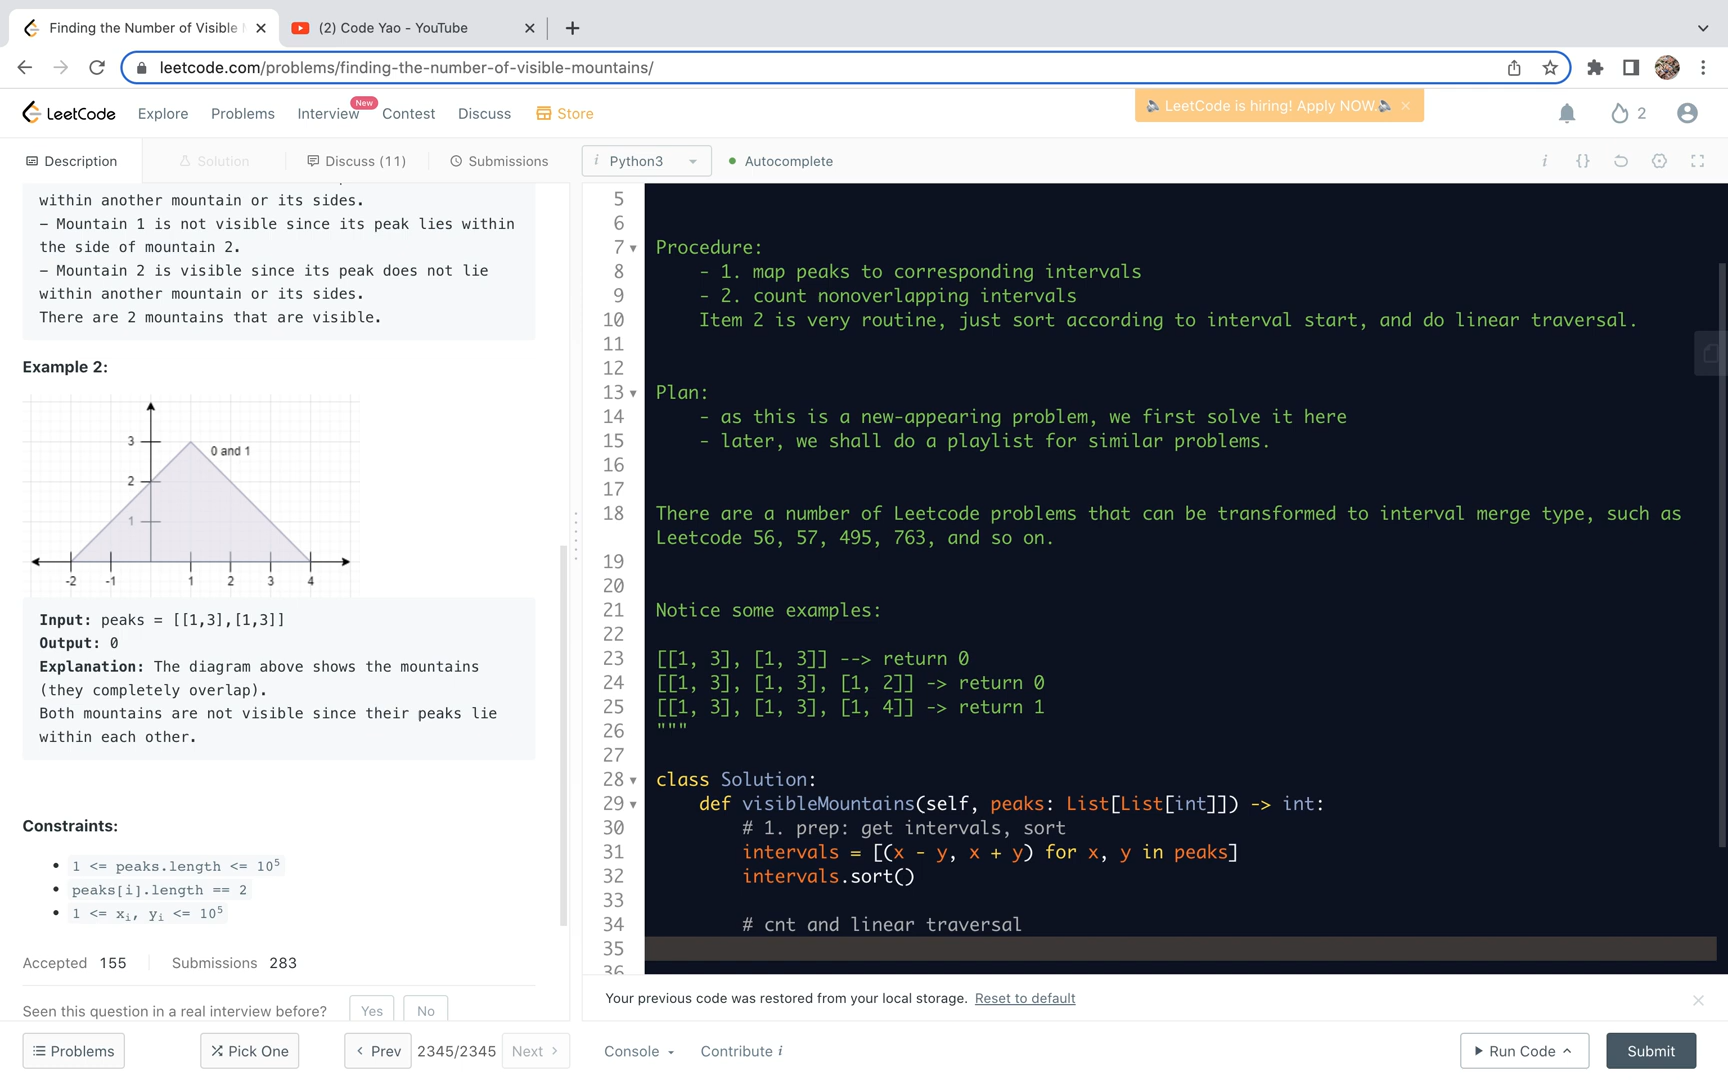 Finding the Number of Visible M
(2) Code Yao - YouTube
leetcode.com/problems/finding-the-number-of-visible-mountains/
LeetCode
Explore
Problems
Interview
New
Contest
Discuss
Store
LeetCode is hiring! Apply NOW.
2
Description
Solution
Discuss (11)
Submissions
i Python3
Autocomplete
i
{}
within another mountain or its sides.
– Mountain 1 is not visible since its peak lies within
the side of mountain 2.
– Mountain 2 is visible since its peak does not lie
within another mountain or its sides.
There are 2 mountains that are visible.
Example 2:
3
0 and 1
2
1
-2 -1 1 2 3 4
Input: peaks = [[1,3],[1,3]]
Output: 0
Explanation: The diagram above shows the mountains
(they completely overlap).
Both mountains are not visible since their peaks lie
within each other.
Constraints:
• 1 <= peaks.length <= 10⁵
• peaks[i].length == 2
• 1 <= xᵢ, yᵢ <= 10⁵
Accepted 155 Submissions 283
Seen this question in a real interview before? Yes No
5
6
7 Procedure:
8 - 1. map peaks to corresponding intervals
9 - 2. count nonoverlapping intervals
10 Item 2 is very routine, just sort according to interval start, and do linear traversal.
11
12
13 Plan:
14 - as this is a new-appearing problem, we first solve it here
15 - later, we shall do a playlist for similar problems.
16
17
18 There are a number of Leetcode problems that can be transformed to interval merge type, such as
Leetcode 56, 57, 495, 763, and so on.
19
20
21 Notice some examples:
22
23 [[1, 3], [1, 3]] --> return 0
24 [[1, 3], [1, 3], [1, 2]] -> return 0
25 [[1, 3], [1, 3], [1, 4]] -> return 1
26 """
27
28 class Solution:
29 def visibleMountains(self, peaks: List[List[int]]) -> int:
30 # 1. prep: get intervals, sort
31 intervals = [(x - y, x + y) for x, y in peaks]
32 intervals.sort()
33
34 # cnt and linear traversal
35
36
Your previous code was restored from your local storage. Reset to default
Problems
Pick One
Prev
2345/2345
Next
Console
Contribute i
Run Code
Submit